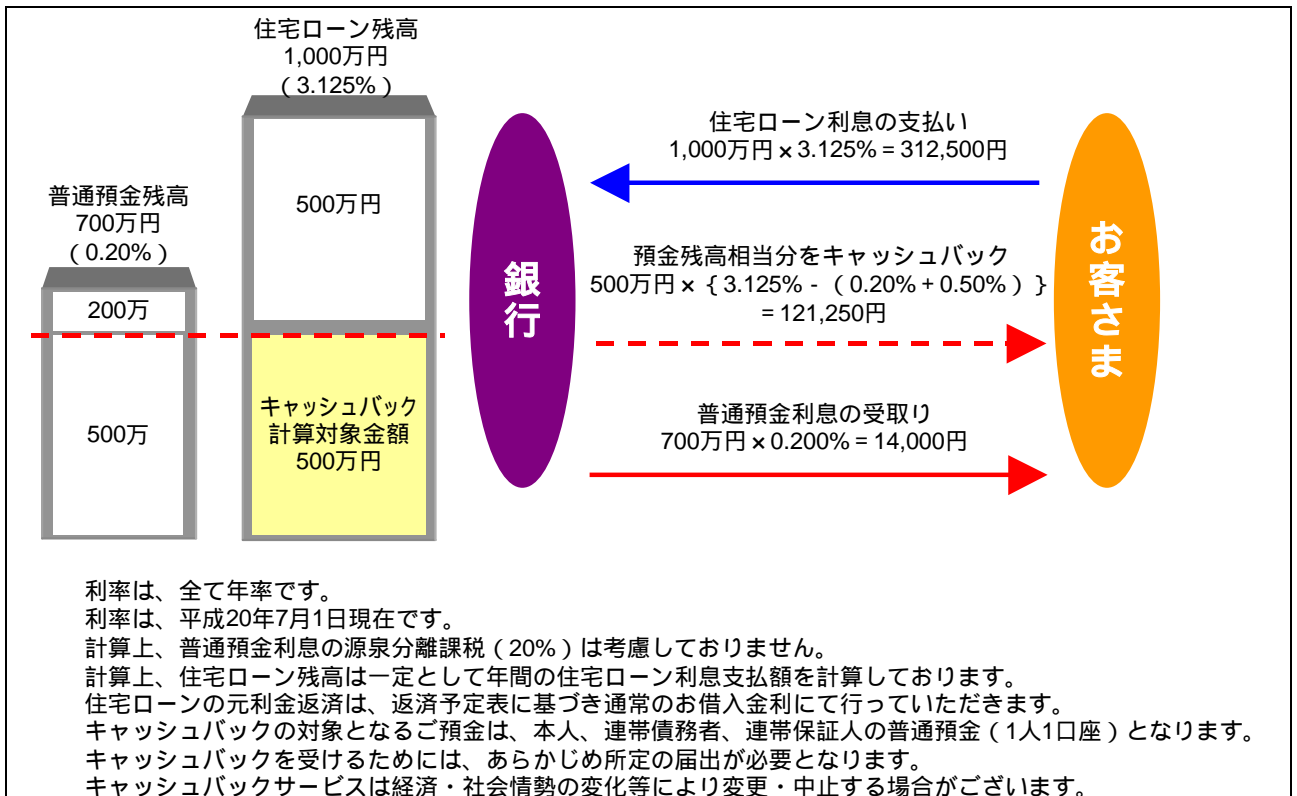 住宅ローン残高
1,000万円
（3.125%）
普通預金残高
700万円
（0.20%）
200万
500万
500万円
キャッシュバック
計算対象金額
500万円
銀行
お客さま
住宅ローン利息の支払い
1,000万円×3.125%＝312,500円
預金残高相当分をキャッシュバック
500万円×｛3.125%-（0.20%+0.50%）｝
＝121,250円
普通預金利息の受取り
700万円×0.200%＝14,000円
利率は、全て年率です。
利率は、平成20年7月1日現在です。
計算上、普通預金利息の源泉分離課税（20%）は考慮しておりません。
計算上、住宅ローン残高は一定として年間の住宅ローン利息支払額を計算しております。
住宅ローンの元利金返済は、返済予定表に基づき通常のお借入金利にて行っていただきます。
キャッシュバックの対象となるご預金は、本人、連帯債務者、連帯保証人の普通預金（1人1口座）となります。
キャッシュバックを受けるためには、あらかじめ所定の届出が必要となります。
キャッシュバックサービスは経済・社会情勢の変化等により変更・中止する場合がございます。